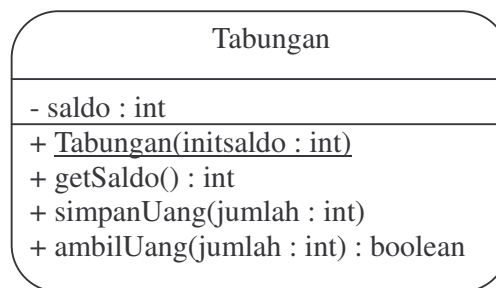 Tabungan
- saldo : int
+ Tabungan(initsaldo : int)
+ getSaldo() : int
+ simpanUang(jumlah : int)
+ ambilUang(jumlah : int) : boolean